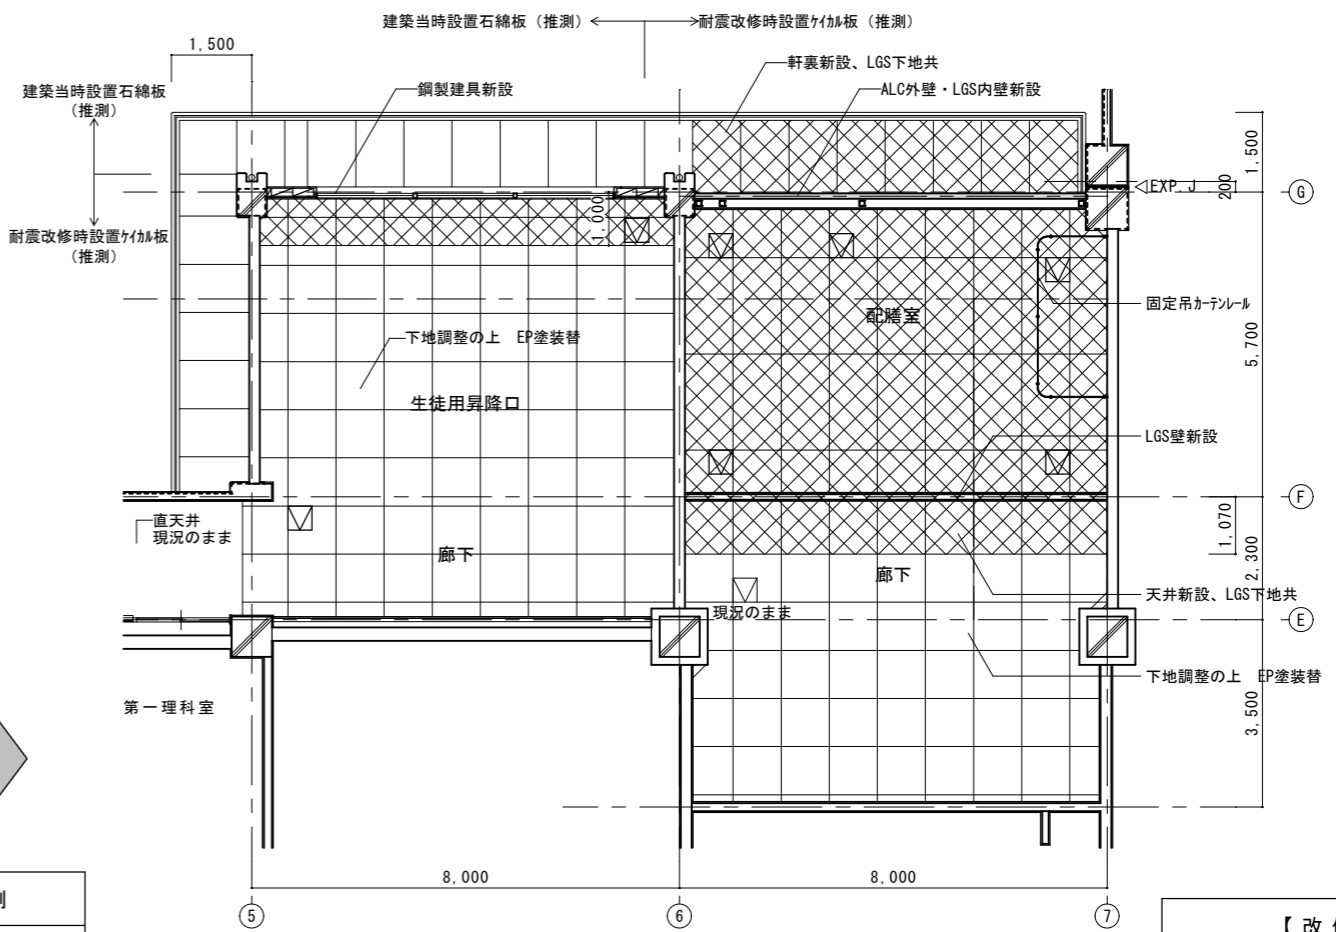 建築当時設置石綿板（推測）
耐震改修時設置ｹｲｶﾙ板（推測）
1,500
軒裏新設、LGS下地共
建築当時設置石綿板
（推測）
鋼製建具新設
ALC外壁・LGS内壁新設
1,500
200
EXP.J
G
耐震改修時設置ｹｲｶﾙ板
（推測）
1,000
配膳室
固定吊ｶｰﾃﾝﾚｰﾙ
下地調整の上　EP塗装替
5,700
生徒用昇降口
LGS壁新設
F
直天井
現況のまま
1,070
廊下
2,300
廊下
天井新設、LGS下地共
現況のまま
E
下地調整の上　EP塗装替
第一理科室
3,500
8,000
8,000
5
6
7